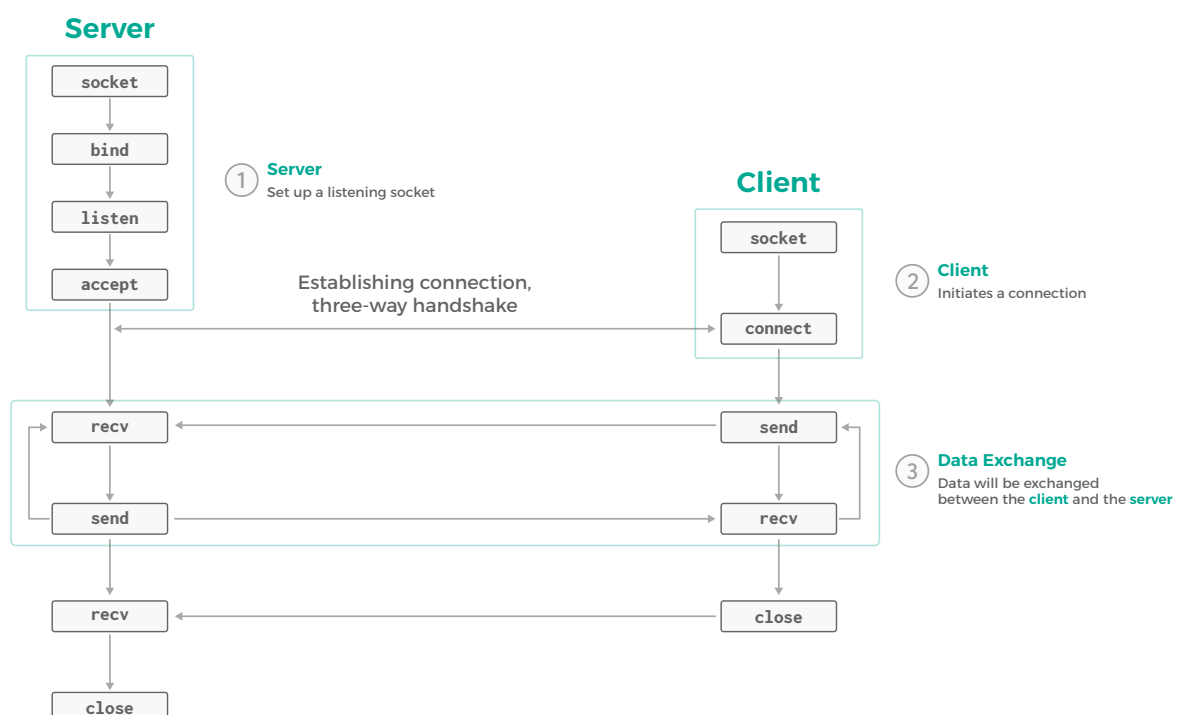 Server
socket
bind
listen
accept
1
Server
Set up a listening socket
Client
socket
connect
2
Client
Initiates a connection
Establishing connection,
three-way handshake
recv
send
send
recv
3
Data Exchange
Data will be exchanged
between the client and the server
recv
close
close